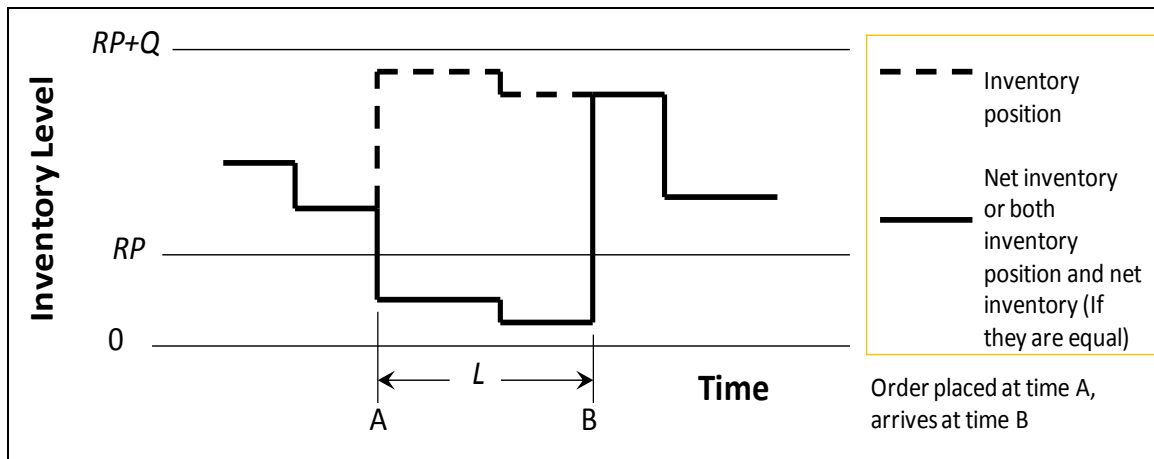 RP+Q
Inventory Level
RP
0
L
A
B
Time
Inventory
position
Net inventory
or both
inventory
position and net
inventory (If
they are equal)
Order placed at time A,
arrives at time B